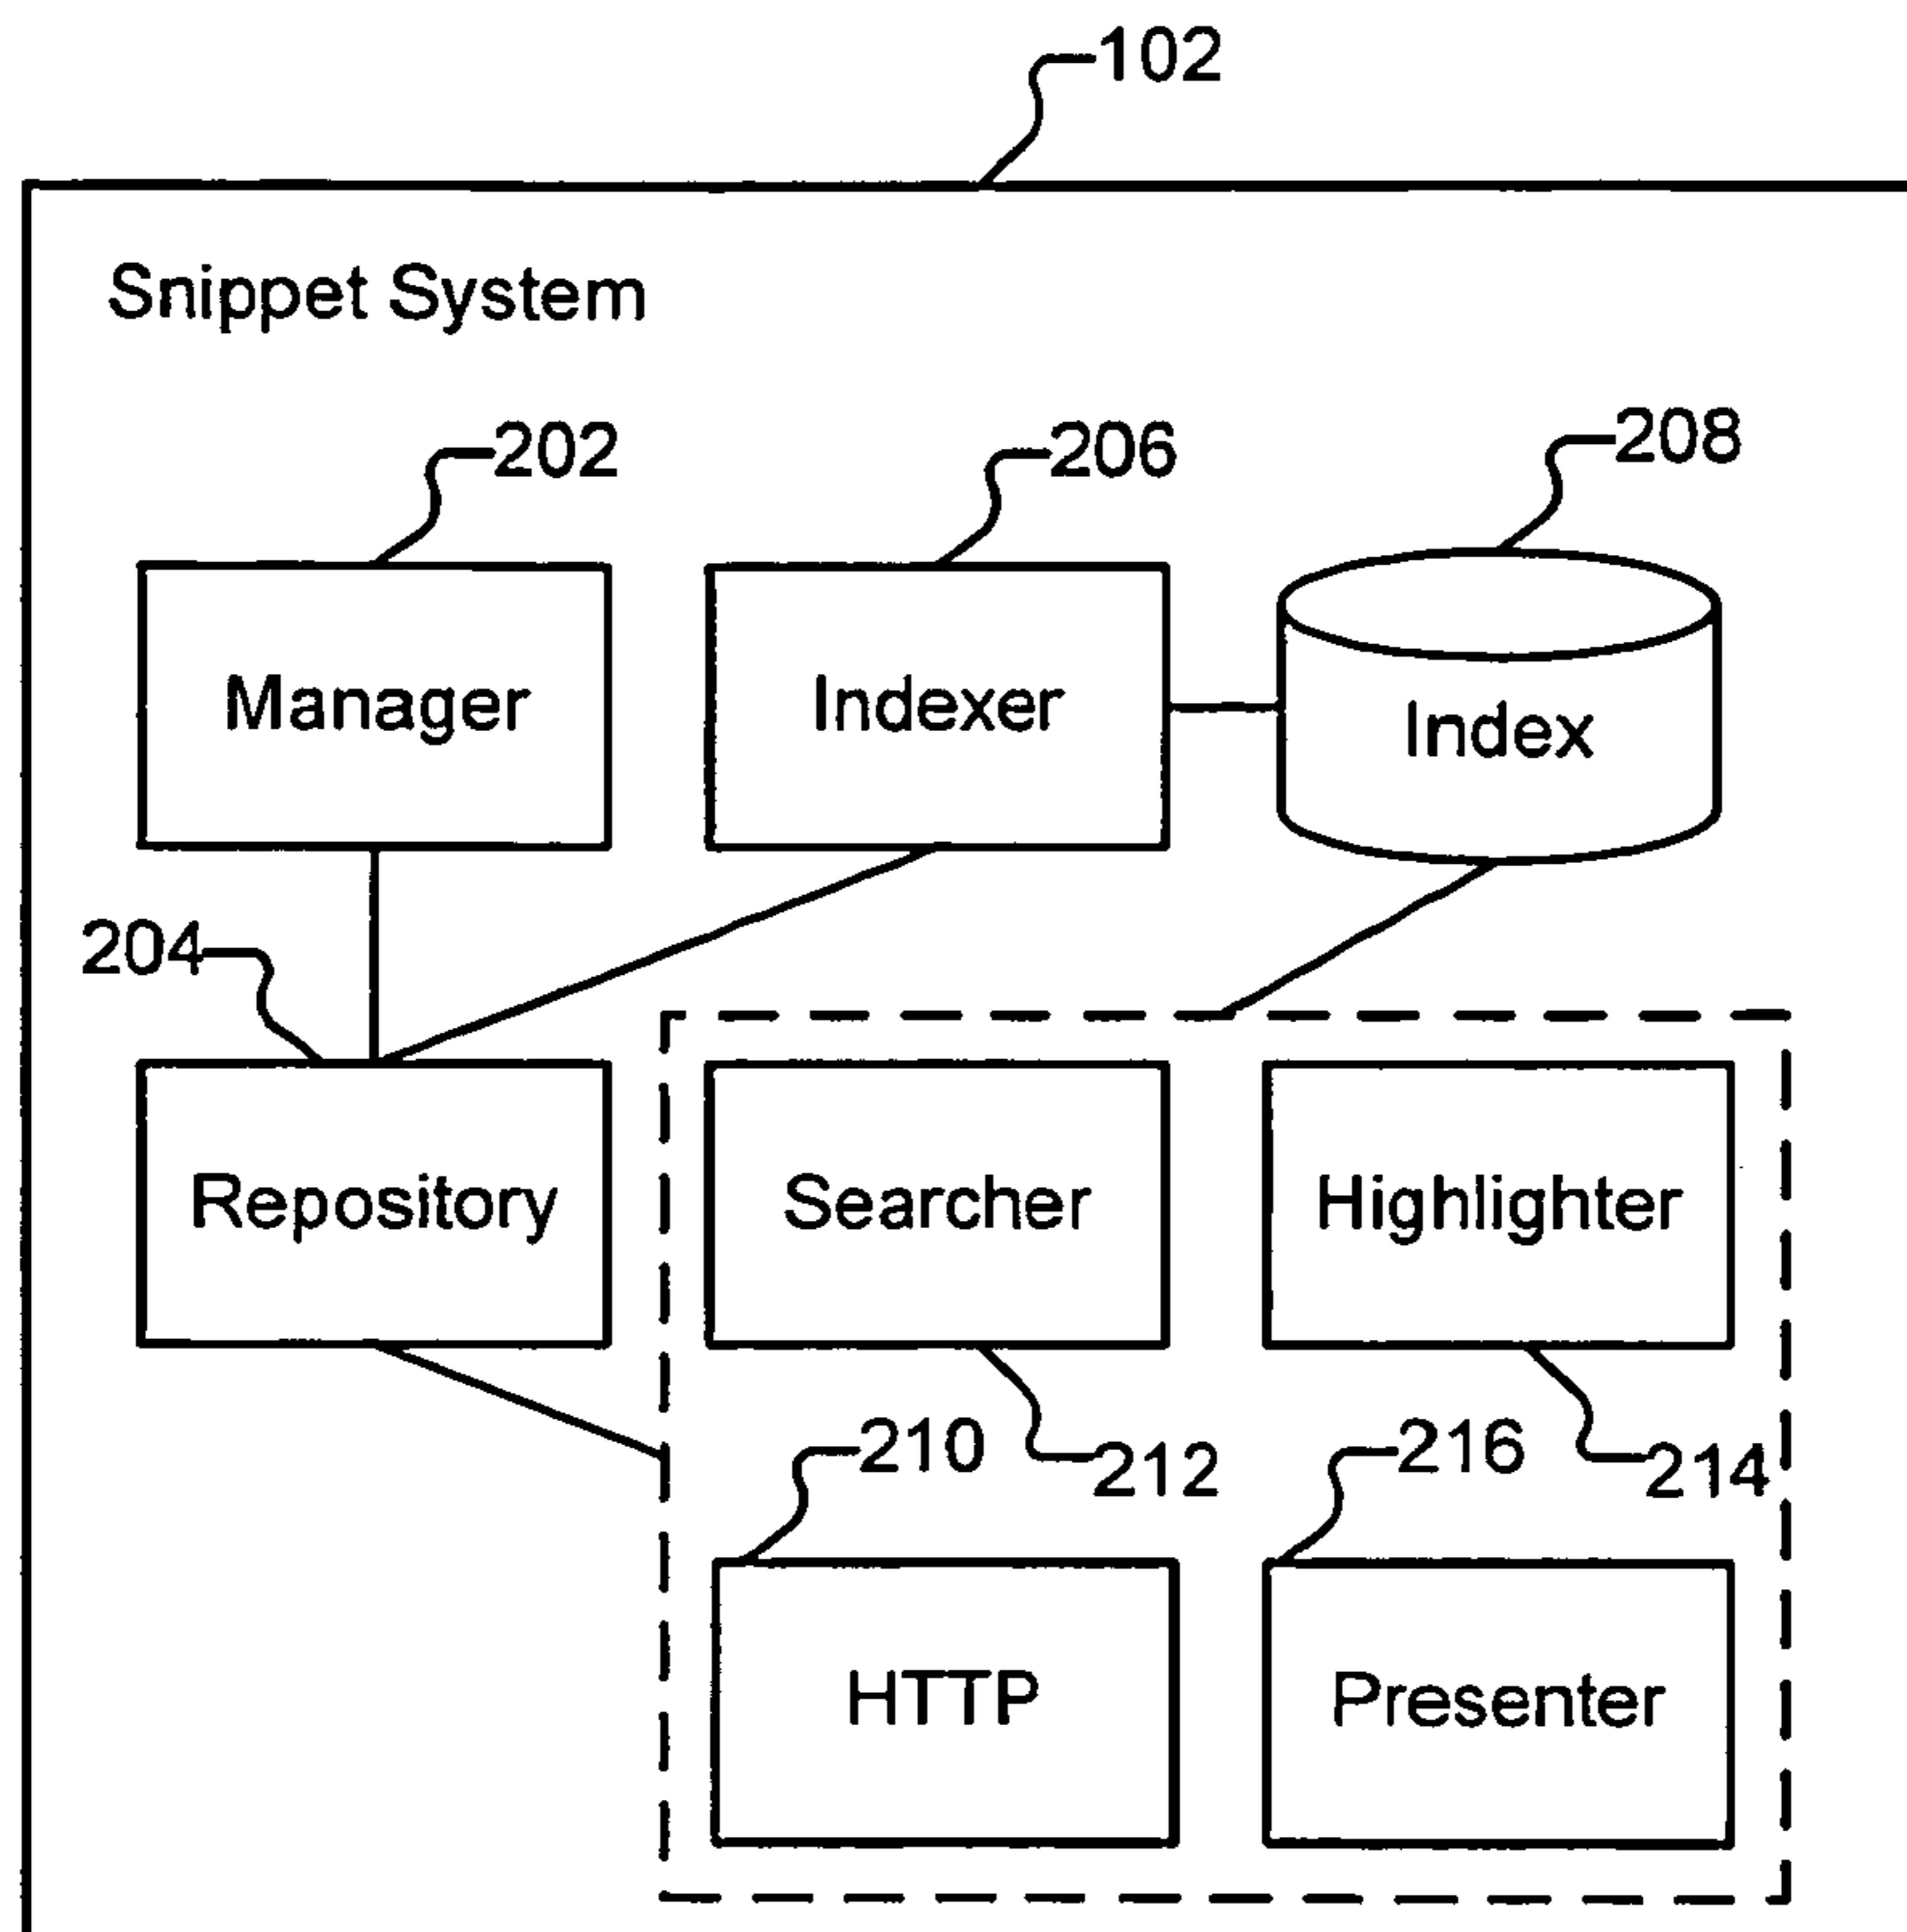 102
Snippet System
202
206
208
Manager
Indexer
Index
204
Repository
Searcher
Highlighter
210
212
216
214
HTTP
Presenter